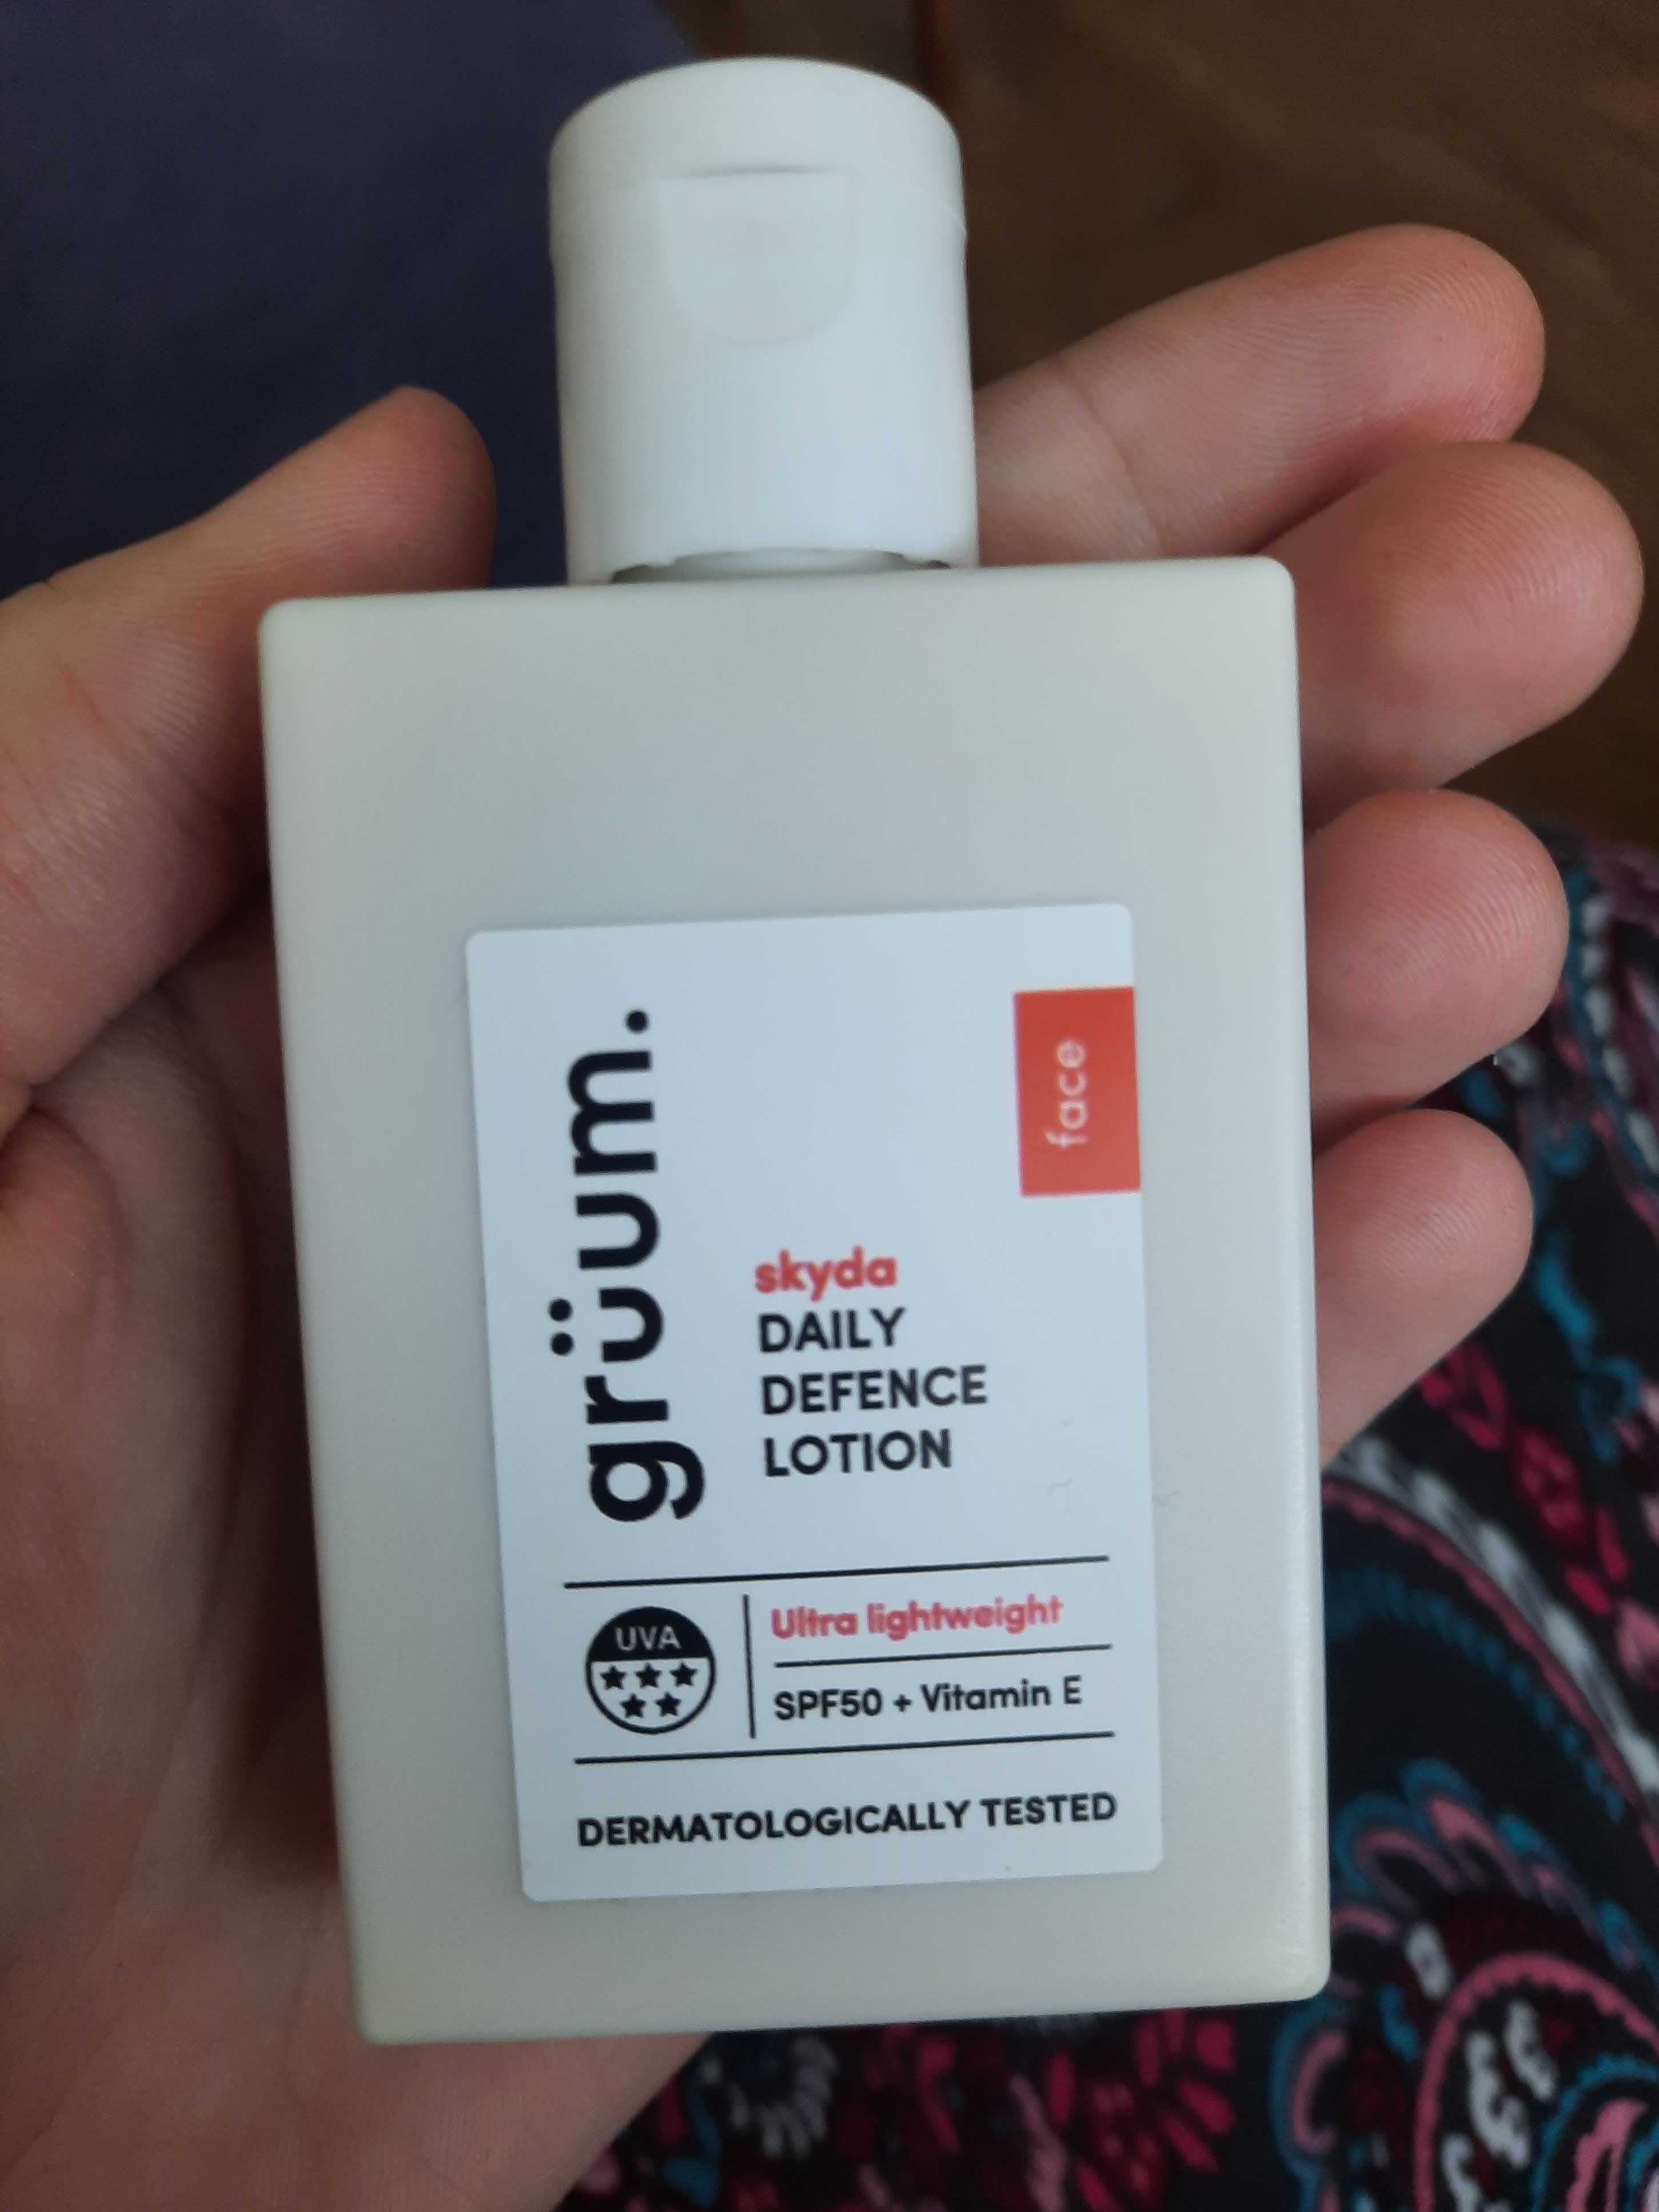 grüum.
face
skyda
DAILY
DEFENCE
LOTION
UVA
Ultra lightweight
SPF50 + Vitamin E
DERMATOLOGICALLY TESTED